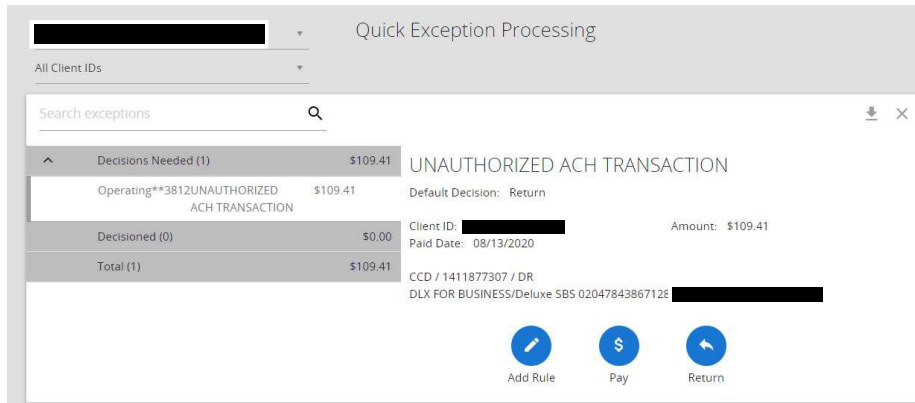 Quick Exception Processing
All Client IDs
Search exceptions
Decisions Needed (1) $109.41
Operating**3812UNAUTHORIZED $109.41
ACH TRANSACTION
Decisioned (0) $0.00
Total (1) $109.41
UNAUTHORIZED ACH TRANSACTION
Default Decision: Return
Client ID: Amount: $109.41
Paid Date: 08/13/2020
CCD / 1411877307 / DR
DLX FOR BUSINESS/Deluxe SBS 02047843867128
$
Add Rule Pay Return